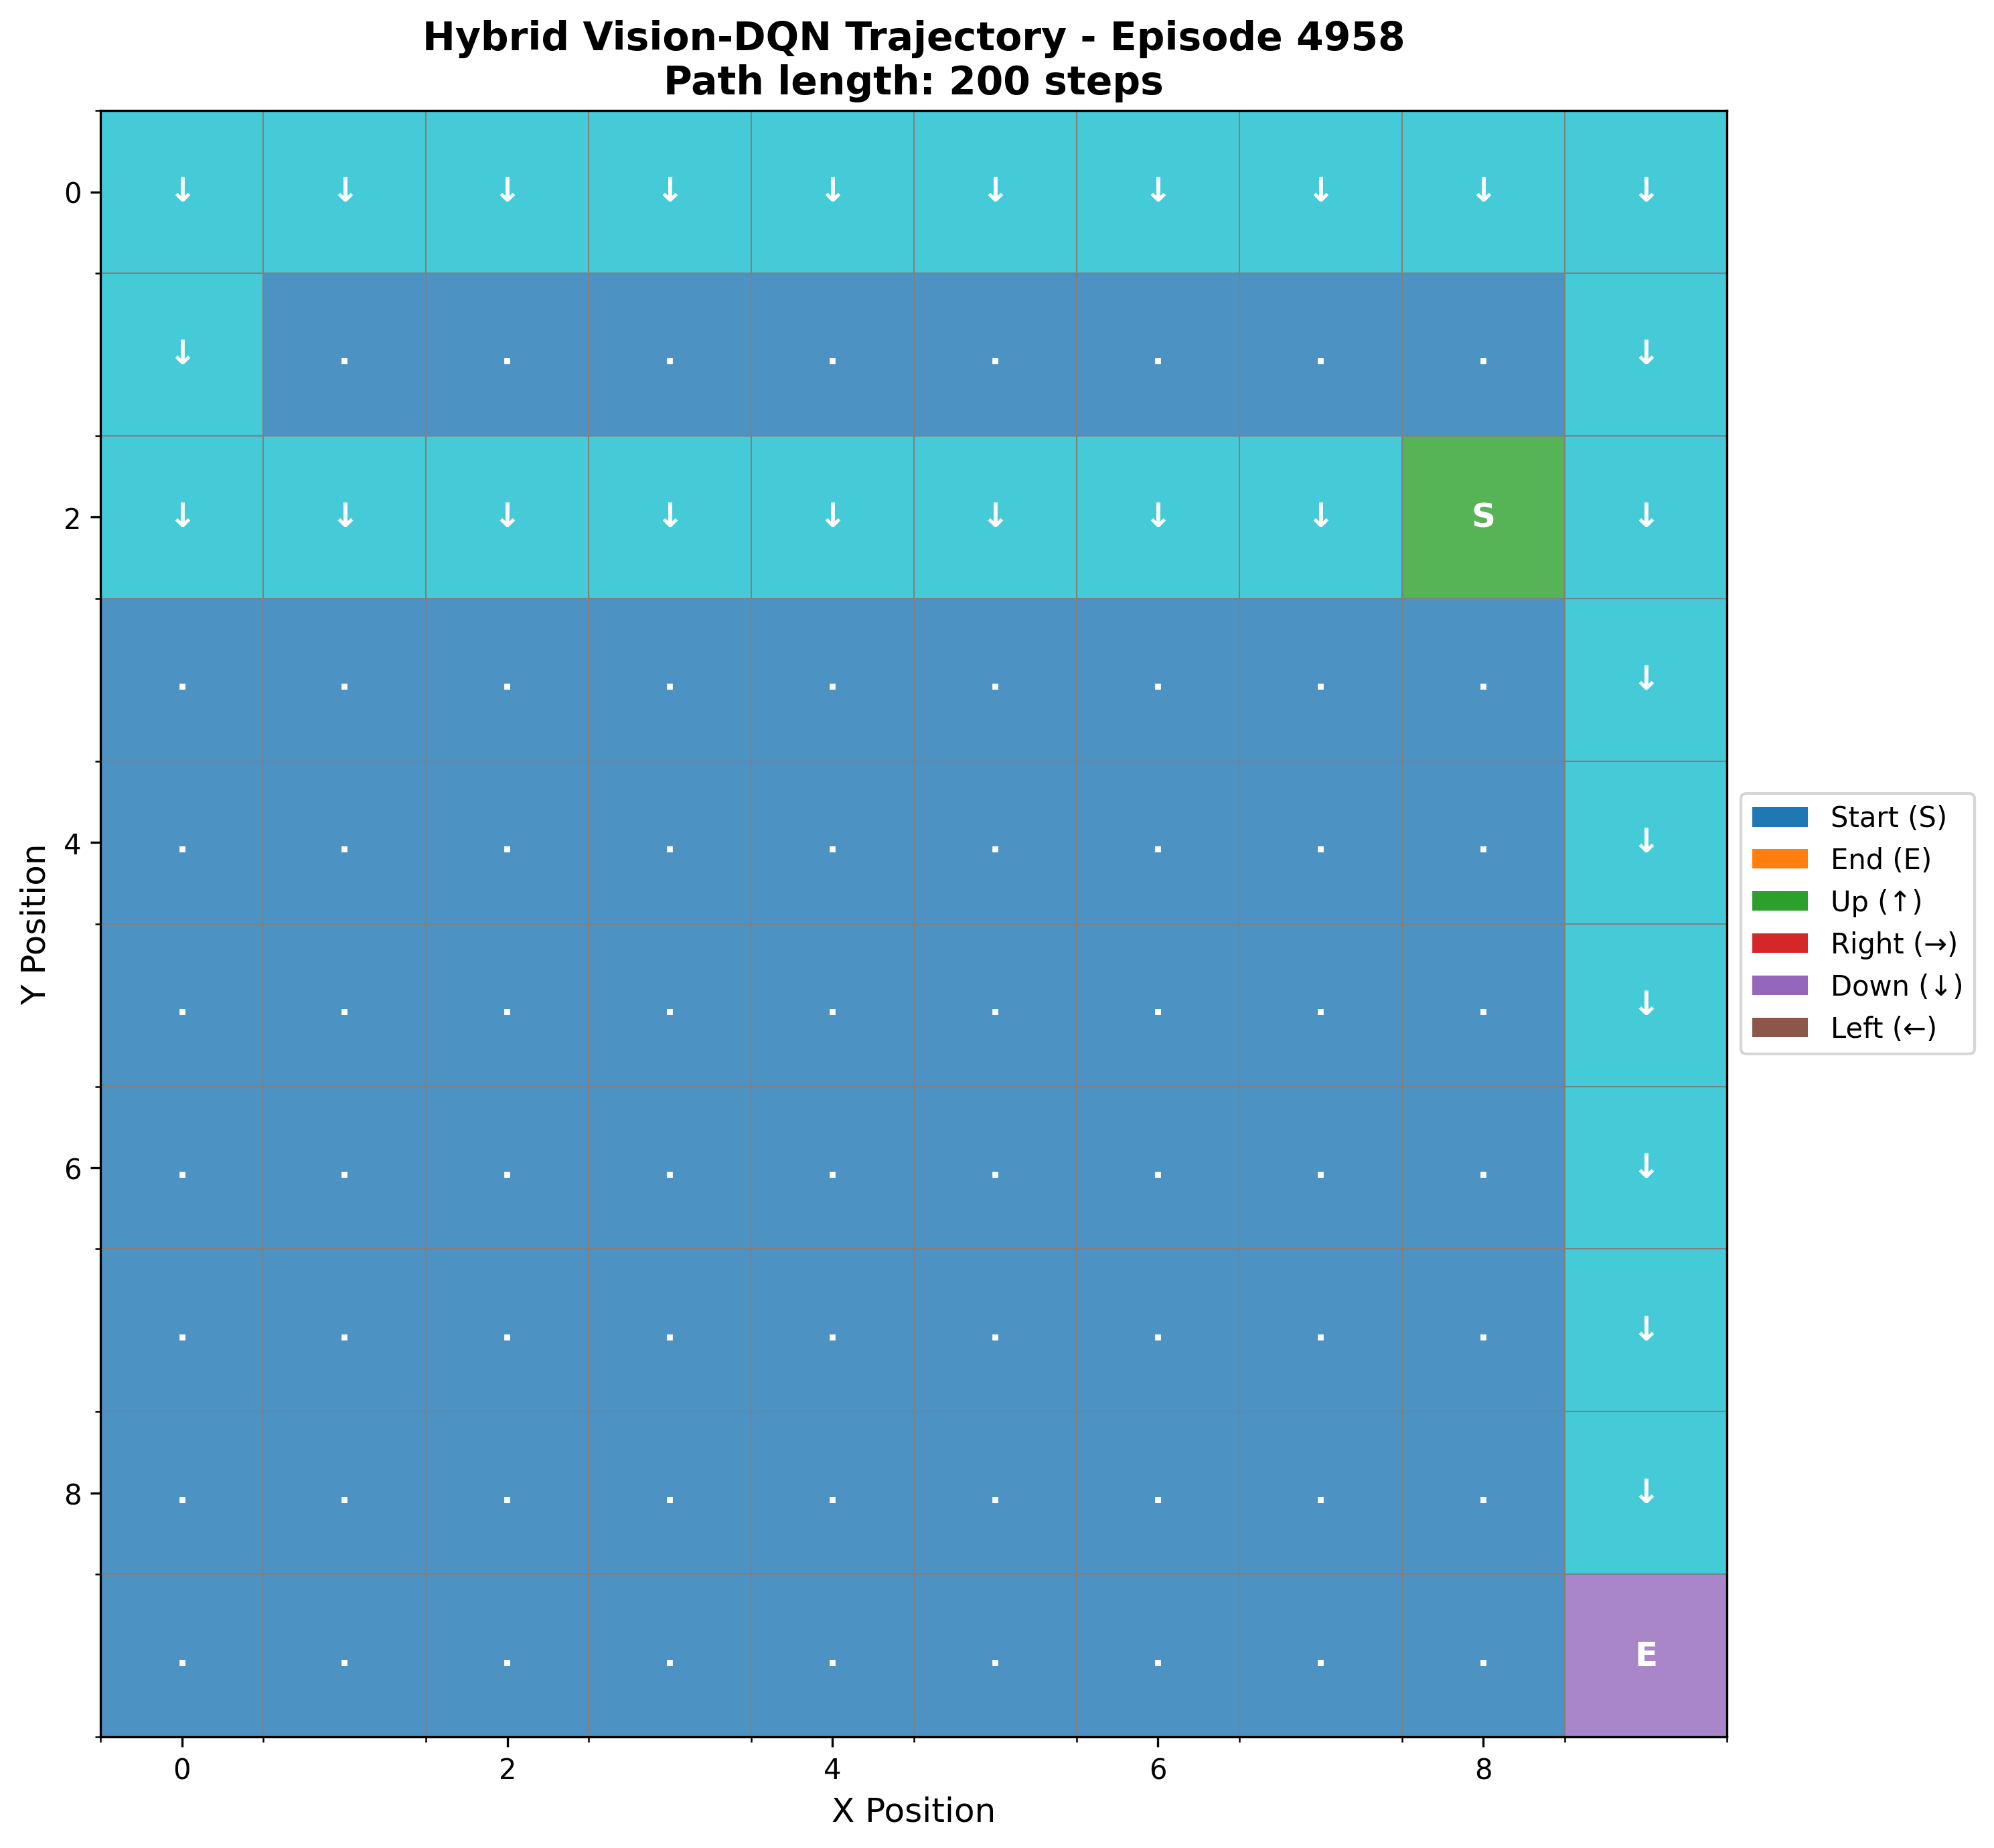 Hybrid Vision-DQN Trajectory - Episode 4958
Path length: 200 steps
0 ↓ ↓ ↓ ↓ ↓ ↓ ↓ ↓ ↓ ↓
↓ . . . . . . . . ↓
2 ↓ ↓ ↓ ↓ ↓ ↓ ↓ ↓ S ↓
. . . . . . . . . ↓
4 . . . . . . . . . ↓
. . . . . . . . . ↓
6 . . . . . . . . . ↓
. . . . . . . . . ↓
8 . . . . . . . . . ↓
. . . . . . . . . E
0 2 4 6 8
X Position
Y Position
Start (S)
End (E)
Up (↑)
Right (→)
Down (↓)
Left (←)